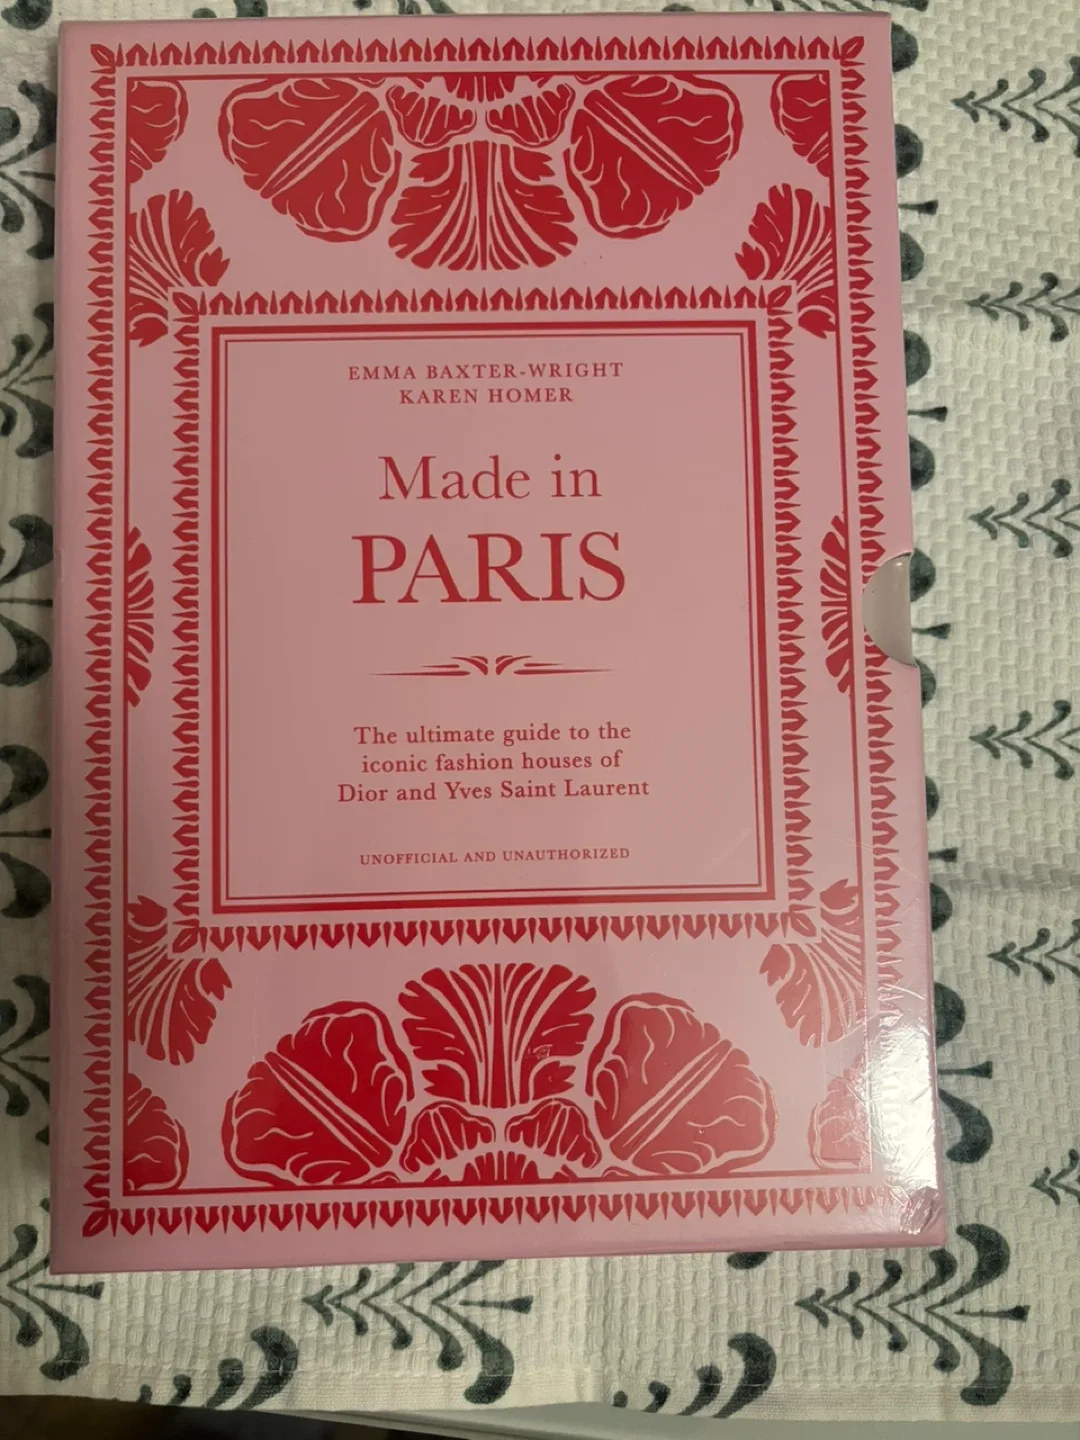 EMMA BAXTER-WRIGHT
KAREN HOMER
Made in
PARIS
The ultimate guide to the
iconic fashion houses of
Dior and Yves Saint Laurent
UNOFFICIAL AND UNAUTHORIZED